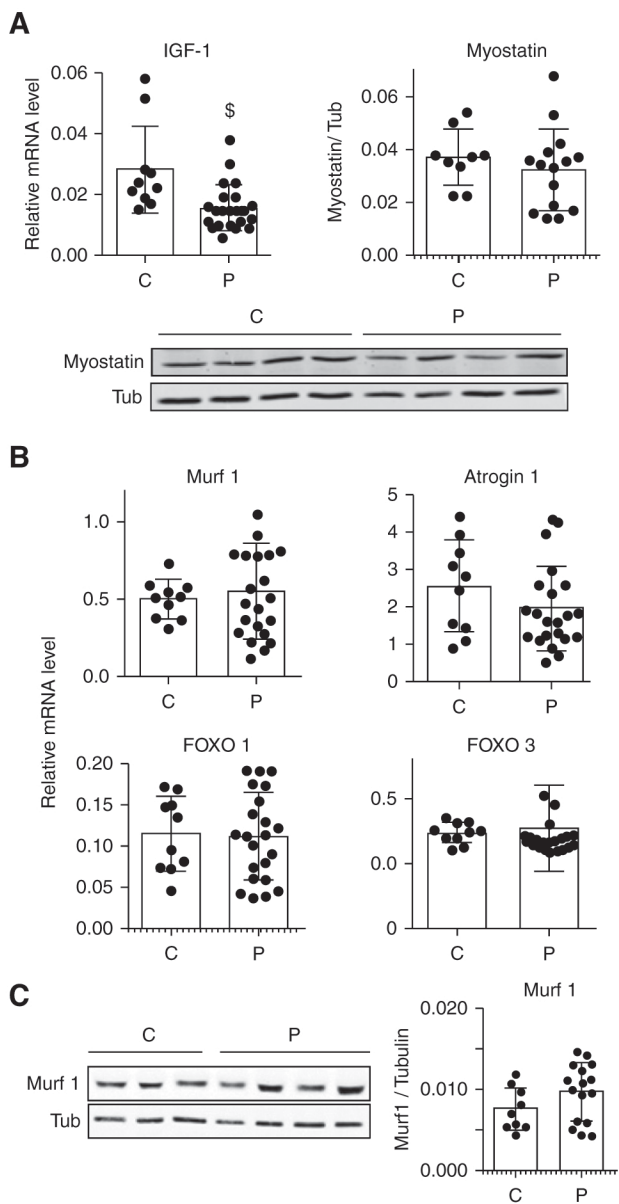 A
IGF-1
Relative mRNA level
0.06
0.04
0.02
0.00
$
C P
Myostatin
Myostatin/ Tub
0.06
0.04
0.02
0.00
C P
C P
Myostatin
Tub
B
Relative mRNA level
Murf 1
1.0
0.5
0.0
C P
Atrogin 1
5
4
3
2
1
0
C P
FOXO 1
0.20
0.15
0.10
0.05
0.00
C P
FOXO 3
0.5
0.0
0
C P
C
C P
Murf 1
Tub
Murf 1
Murf1 / Tubulin
0.020
0.010
0.000
C P